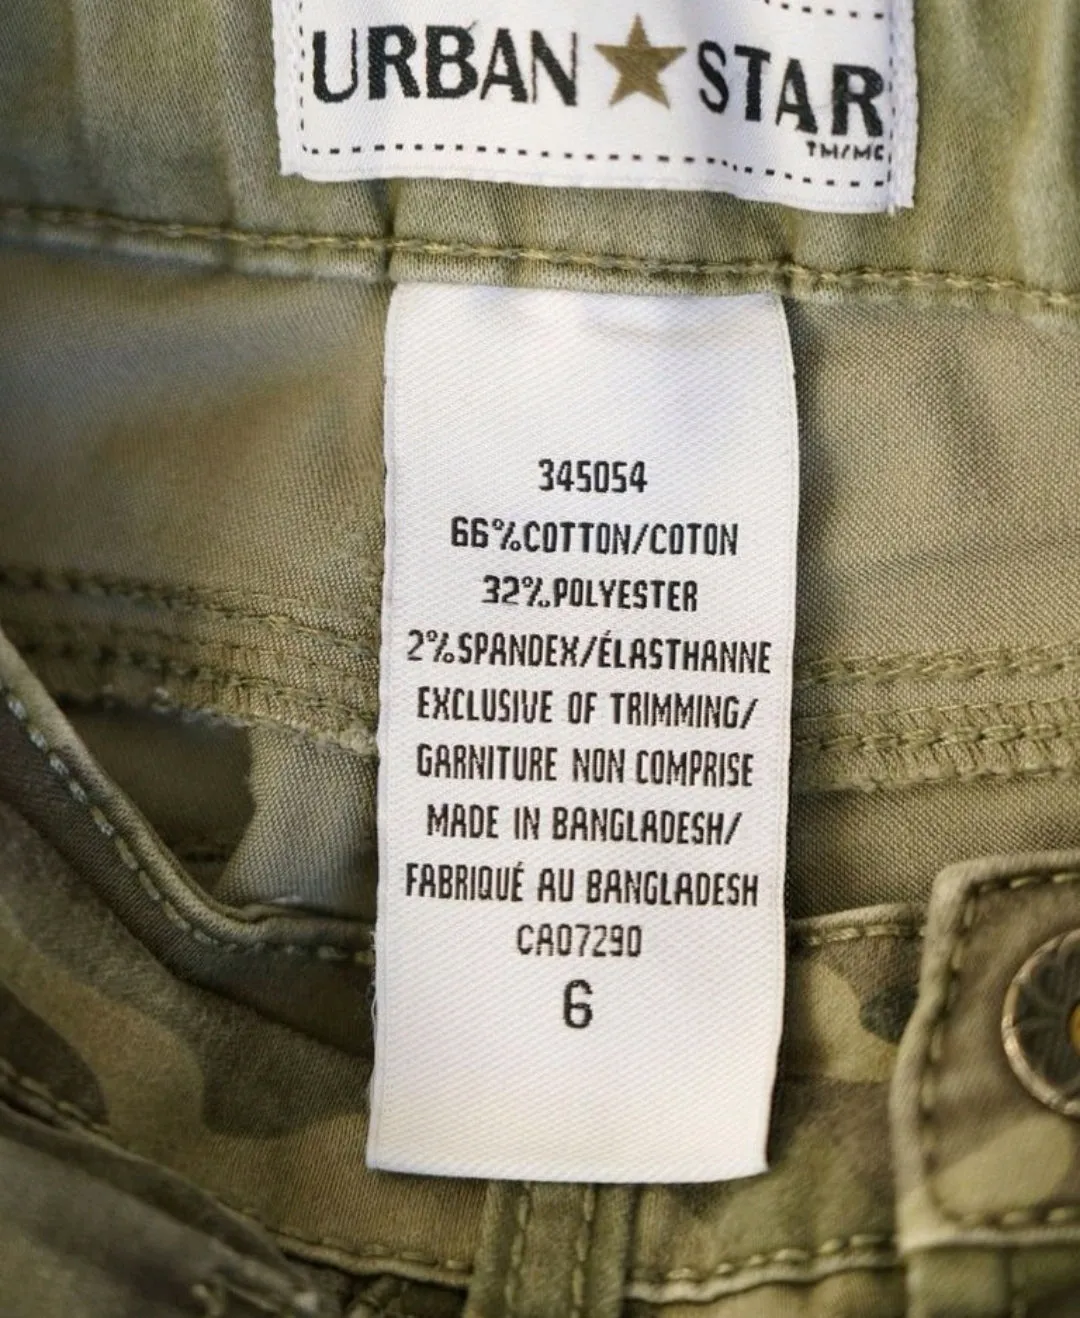 URBAN STAR
TM/MC
345054
66%COTTON/COTON
32%POLYESTER
2%SPANDEX/ÉLASTHANNE
EXCLUSIVE OF TRIMMING/
GARNITURE NON COMPRISE
MADE IN BANGLADESH/
FABRIQUÉ AU BANGLADESH
CA07290
6